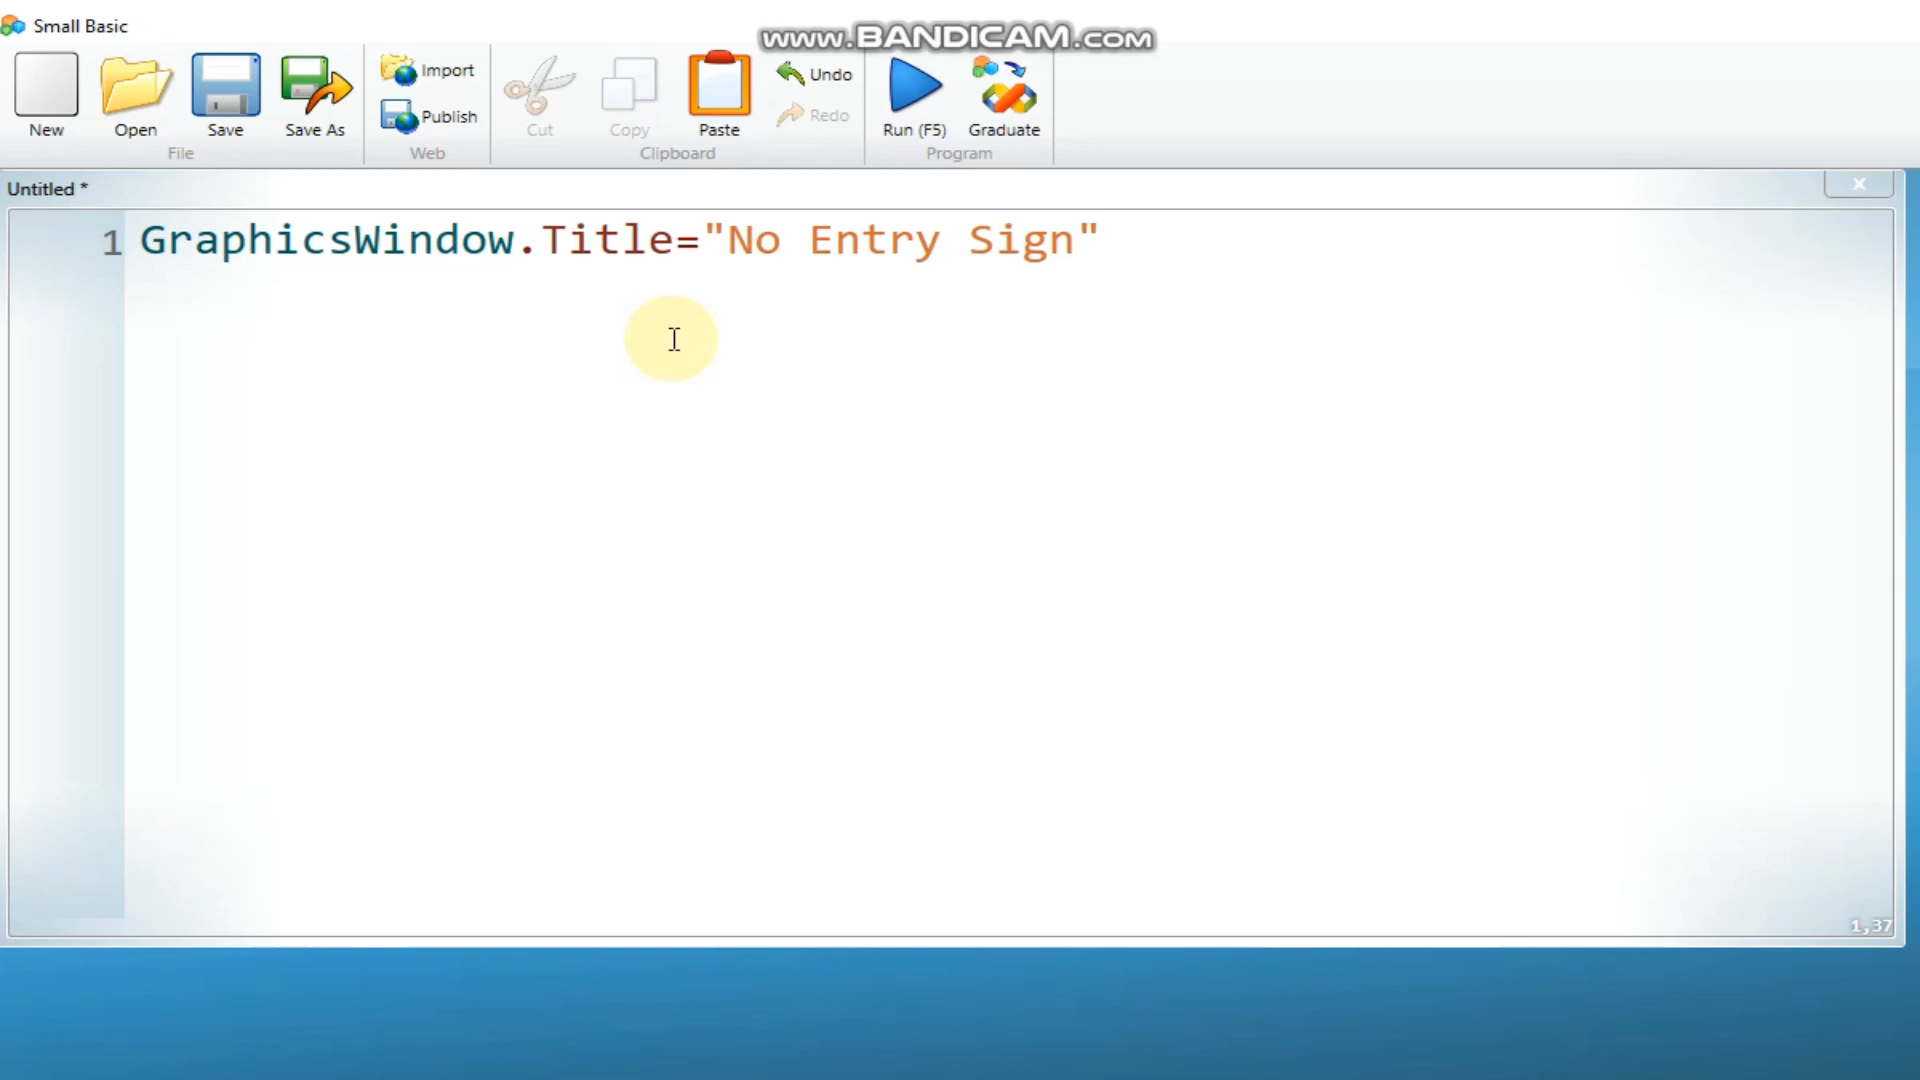 Small Basic
www.BANDICAM.com
New
Open
Save
Save As
Import
Publish
Cut
Copy
Paste
Undo
Redo
Run (F5)
Graduate
File
Web
Clipboard
Program
Untitled *
x
1 GraphicsWindow.Title="No Entry Sign"
1,37